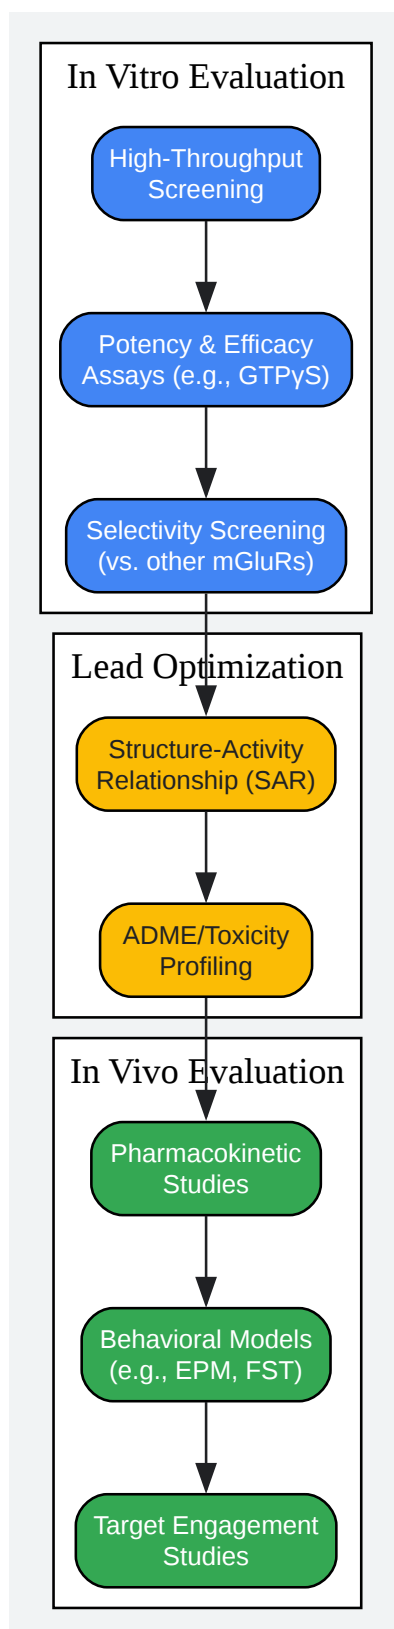 In Vitro Evaluation
High-Throughput
Screening
Potency & Efficacy
Assays (e.g., GTPγS)
Selectivity Screening
(vs. other mGluRs)
Lead Optimization
Structure-Activity
Relationship (SAR)
ADME/Toxicity
Profiling
In Vivo Evaluation
Pharmacokinetic
Studies
Behavioral Models
(e.g., EPM, FST)
Target Engagement
Studies